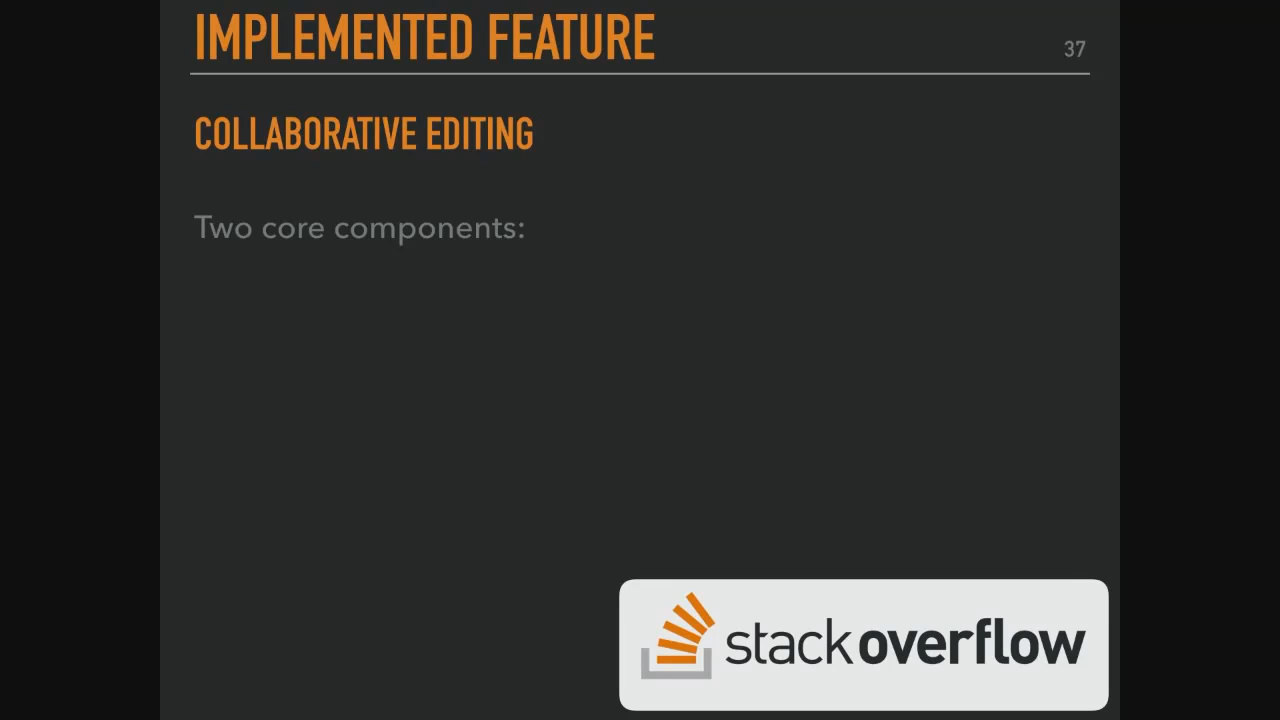 IMPLEMENTED FEATURE
37
COLLABORATIVE EDITING
Two core components:
stackoverflow